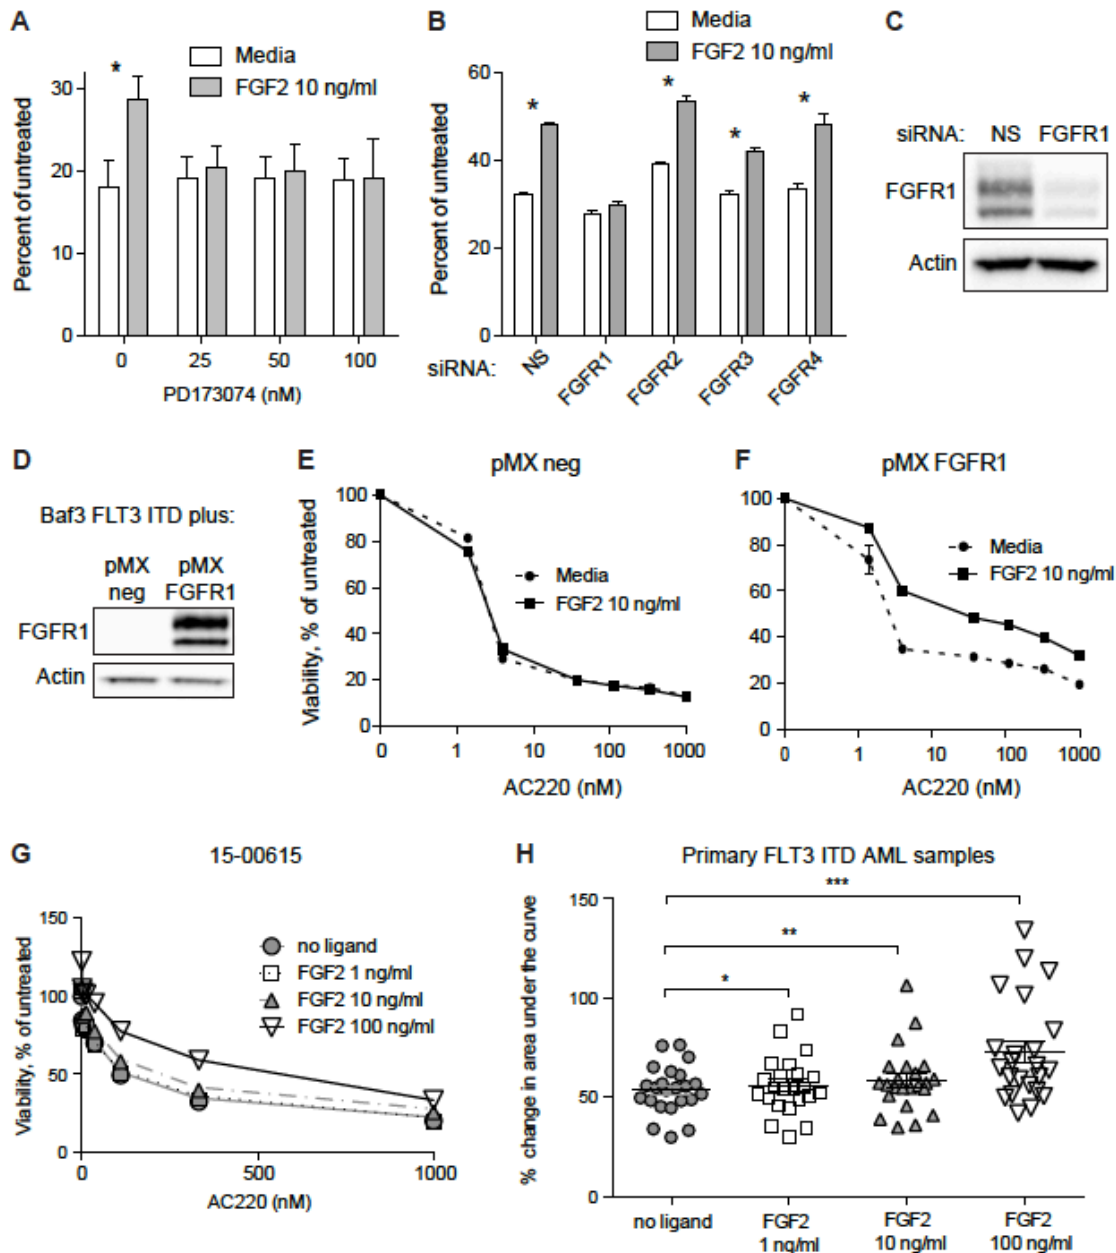 A
Media
FGF2 10 ng/ml
*
Percent of untreated
30
20
10
0
0 25 50 100
PD173074 (nM)
B
Media
FGF2 10 ng/ml
Percent of untreated
60
40
20
0
* * * *
siRNA: NS FGFR1 FGFR2 FGFR3 FGFR4
C
siRNA: NS FGFR1
FGFR1
Actin
D
Baf3 FLT3 ITD plus:
pMX pMX
neg FGFR1
FGFR1
Actin
E
pMX neg
Viability, % of untreated
100
80
60
40
20
0
Media
FGF2 10 ng/ml
0 1 10 100 1000
AC220 (nM)
F
pMX FGFR1
100
80
60
40
20
0
Media
FGF2 10 ng/ml
0 1 10 100 1000
AC220 (nM)
G
15-00615
Viability, % of untreated
150
100
50
0
no ligand
FGF2 1 ng/ml
FGF2 10 ng/ml
FGF2 100 ng/ml
0 500 1000
AC220 (nM)
H
Primary FLT3 ITD AML samples
% change in area under the curve
150
100
50
0
***
**
*
no ligand FGF2 FGF2 FGF2
1 ng/ml 10 ng/ml 100 ng/ml